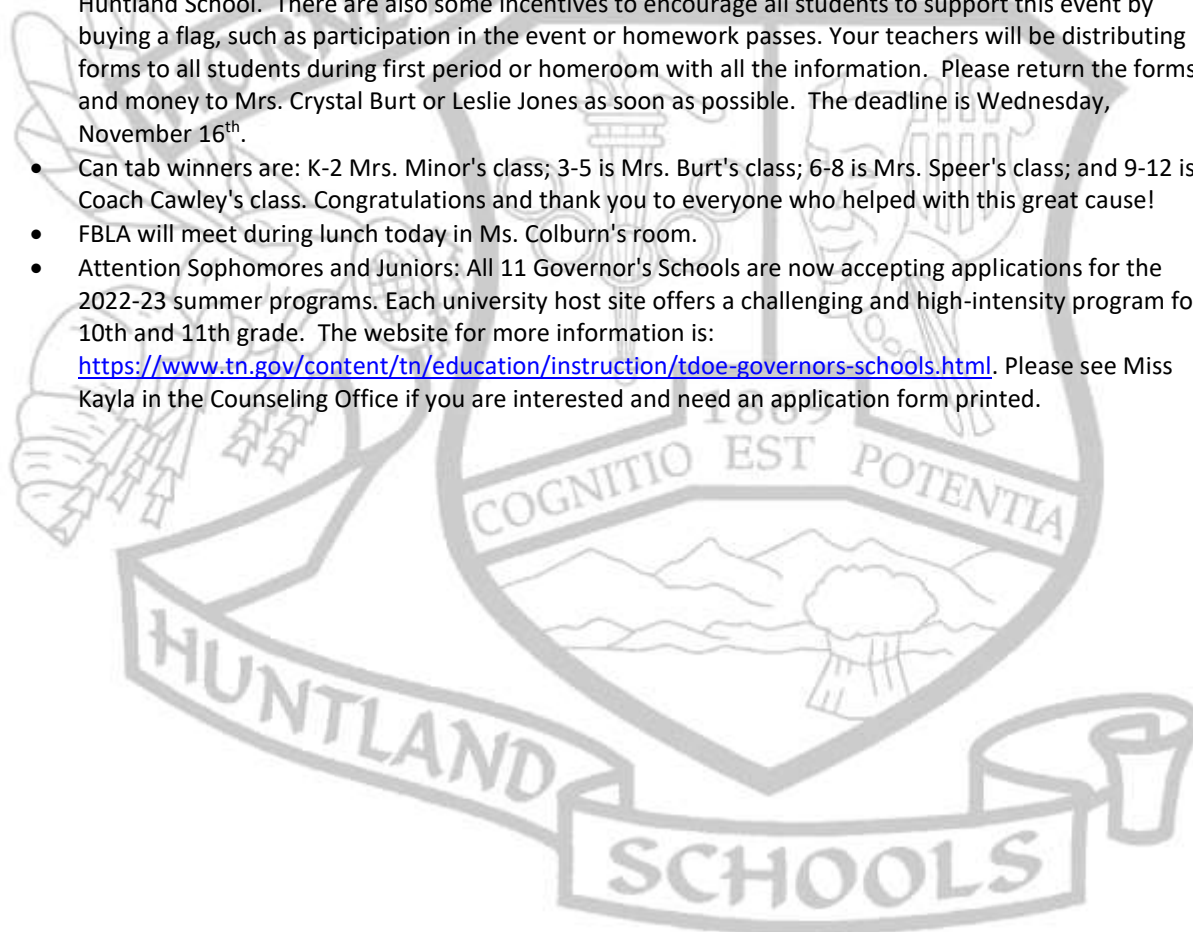 Huntland School.  There are also some incentives to encourage all students to support this event by
buying a flag, such as participation in the event or homework passes. Your teachers will be distributing
forms to all students during first period or homeroom with all the information.  Please return the forms
and money to Mrs. Crystal Burt or Leslie Jones as soon as possible.  The deadline is Wednesday,
November 16th.
• Can tab winners are: K-2 Mrs. Minor's class; 3-5 is Mrs. Burt's class; 6-8 is Mrs. Speer's class; and 9-12 is
Coach Cawley's class. Congratulations and thank you to everyone who helped with this great cause!
• FBLA will meet during lunch today in Ms. Colburn's room.
• Attention Sophomores and Juniors: All 11 Governor's Schools are now accepting applications for the
2022-23 summer programs. Each university host site offers a challenging and high-intensity program fo
10th and 11th grade.  The website for more information is:
https://www.tn.gov/content/tn/education/instruction/tdoe-governors-schools.html. Please see Miss
Kayla in the Counseling Office if you are interested and need an application form printed.
COGNITIO EST POTENTIA
HUNTLAND
SCHOOLS